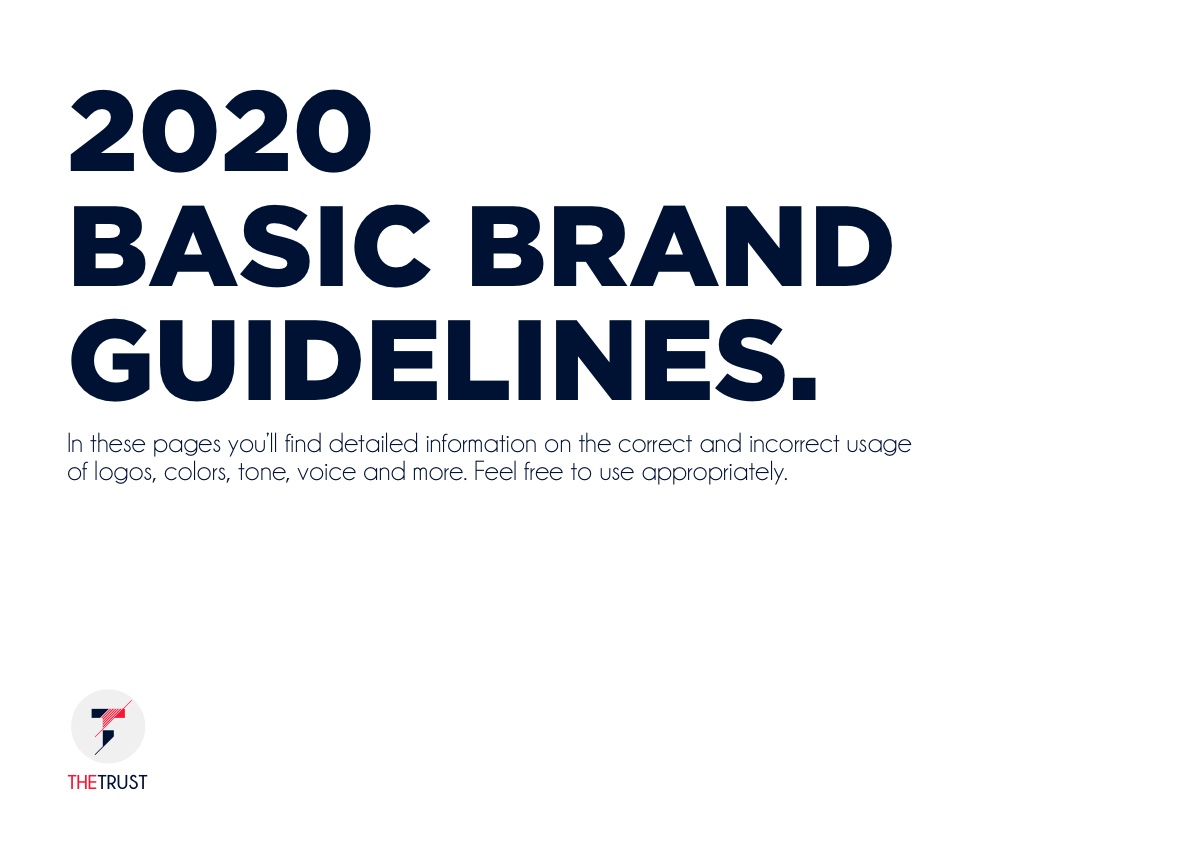 2020
BASIC BRAND
GUIDELINES.
In these pages you'll find detailed information on the correct and incorrect usage
of logos, colors, tone, voice and more. Feel free to use appropriately.
T
THETRUST